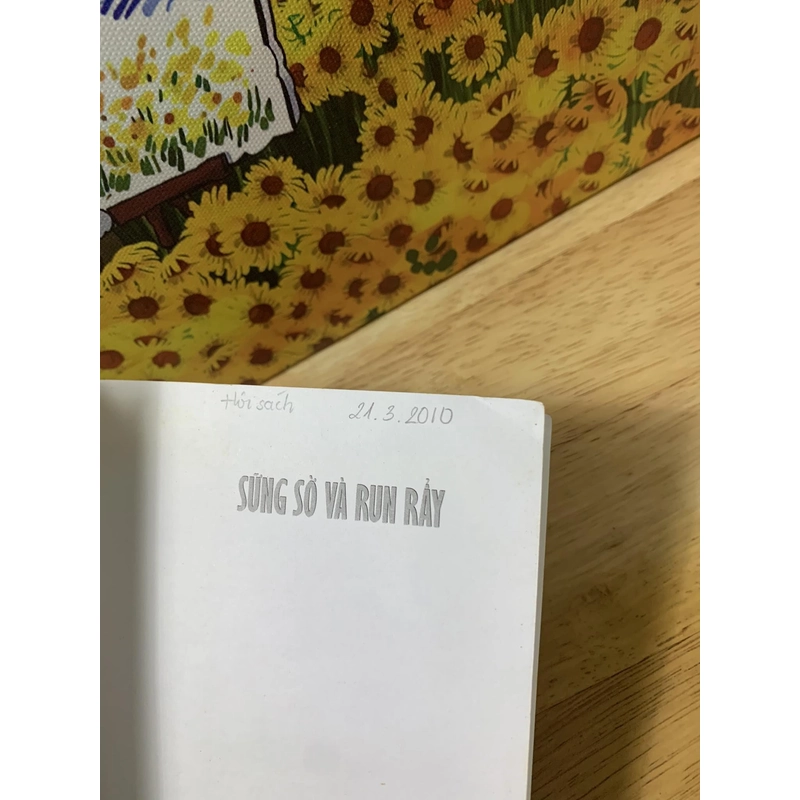 Hội sách 21.3.2010
SỮNG SỜ VÀ RUN RẨY